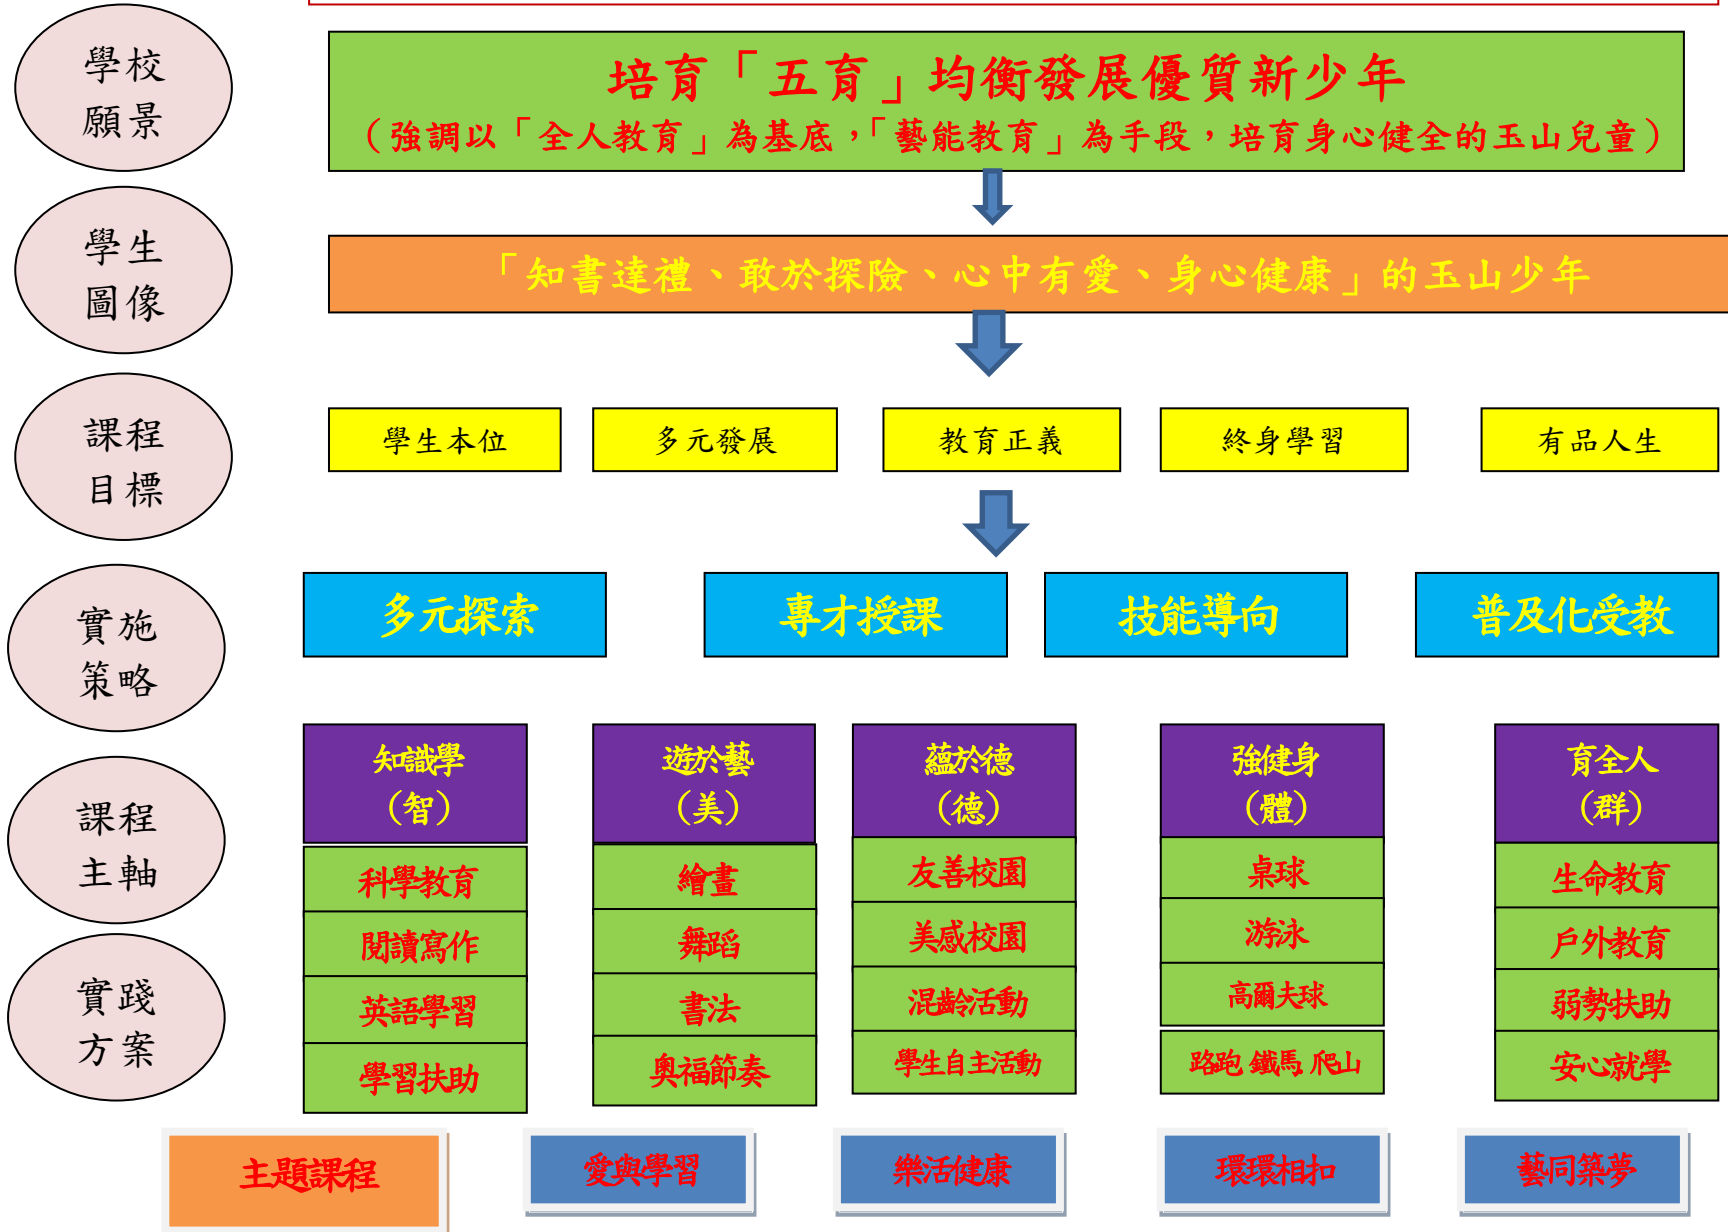 學校
願景
培育「五育」均衡發展優質新少年
（強調以「全人教育」為基底，「藝能教育」為手段，培育身心健全的玉山兒童）
學生
圖像
「知書達禮、敢於探險、心中有愛、身心健康」的玉山少年
課程
目標
學生本位
多元發展
教育正義
終身學習
有品人生
實施
策略
多元探索
專才授課
技能導向
普及化受教
課程
主軸
知識學
（智）
遊於藝
（美）
蘊於德
（德）
強健身
（體）
育全人
（群）
實踐
方案
科學教育
繪畫
友善校園
桌球
生命教育
閱讀寫作
舞蹈
美感校園
游泳
戶外教育
英語學習
書法
混齡活動
高爾夫球
弱勢扶助
學習扶助
奧福節奏
學生自主活動
路跑 鐵馬 爬山
安心就學
主題課程
愛與學習
樂活健康
環環相扣
藝同築夢